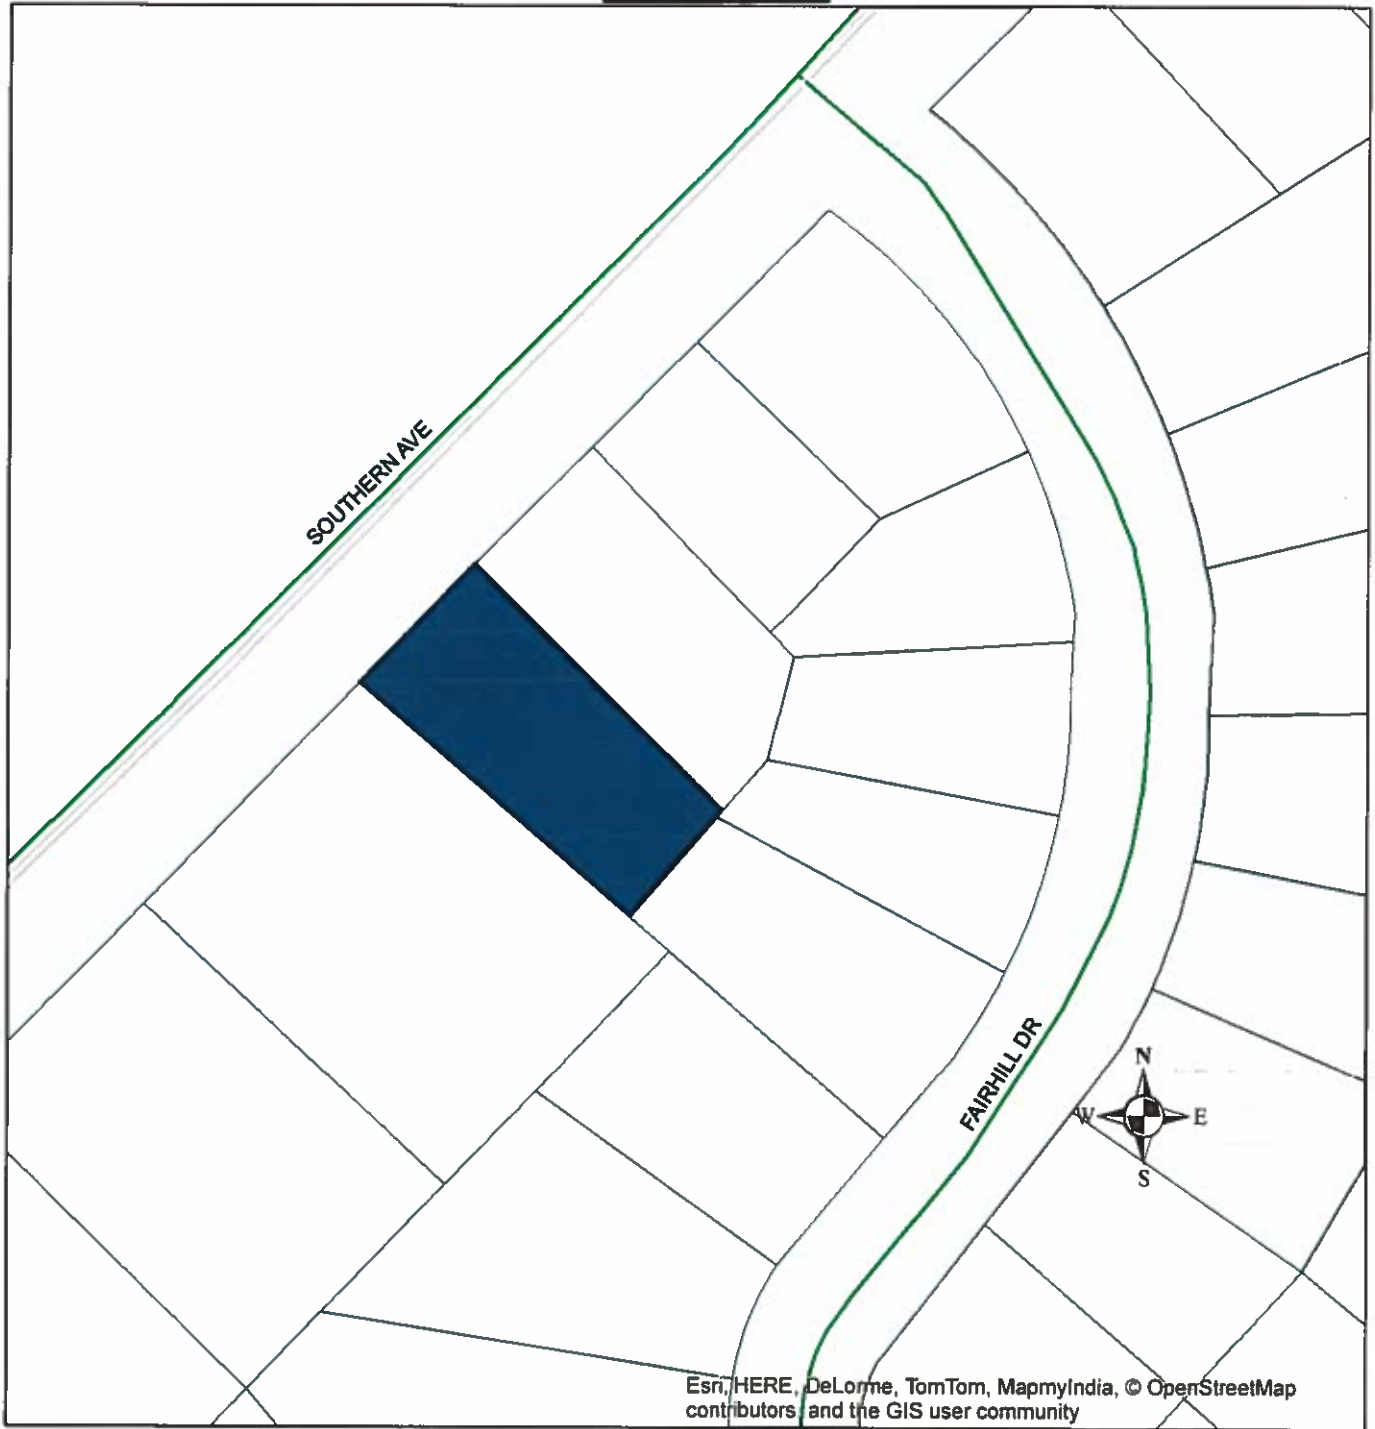 SOUTHERN AVE
FAIRHILL DR
N
W E
S
Esri, HERE, DeLorme, TomTom, MapmyIndia, © OpenStreetMap
contributors, and the GIS user community